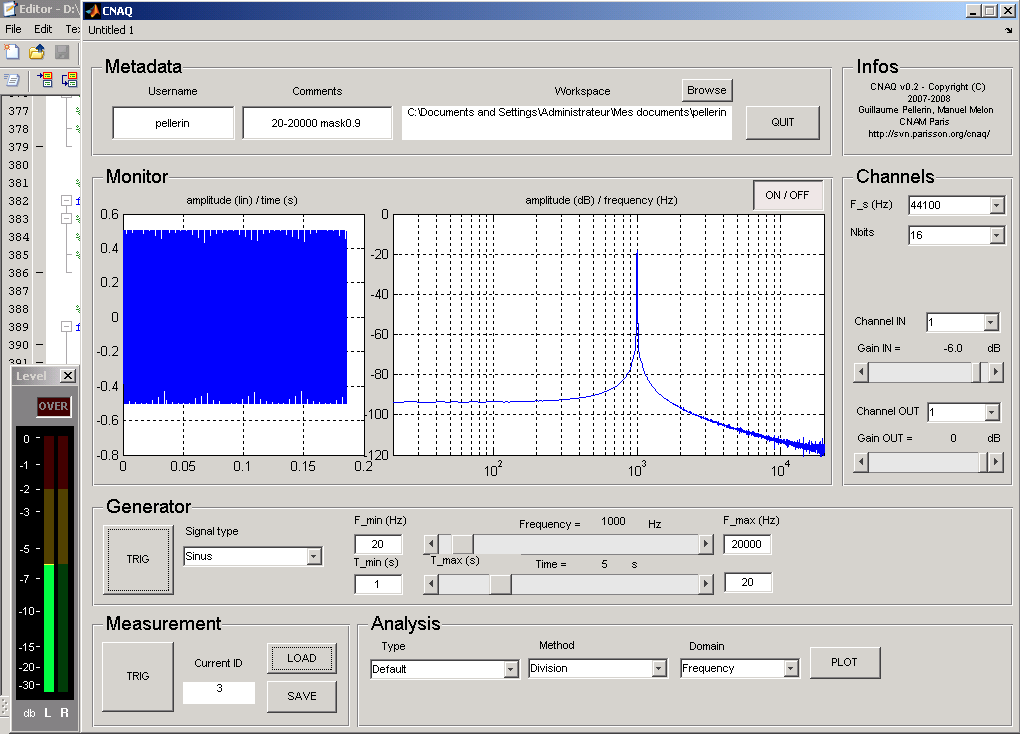 Editor - D:\
CNAQ
File Edit Te
Untitled 1
377
378
379
380
381
382
383
384
385
386
387
388
389
390
391
Metadata
Username
Comments
Workspace
Browse
pellerin
20-20000 mask0.9
C:\Documents and Settings\Administrateur\Mes documents\pellerin
QUIT
Infos
CNAQ v0.2 - Copyright (C)
2007-2008
Guillaume Pellerin, Manuel Melon
CNAM Paris
http://svn.parisson.org/cnaq/
Monitor
ON / OFF
amplitude (lin) / time (s)
0.6
0.4
0.2
0
-0.2
-0.4
-0.6
-0.8
0 0.05 0.1 0.15 0.2
amplitude (dB) / frequency (Hz)
0
-20
-40
-60
-80
-100
-120
10² 10³ 10⁴
Channels
F_s (Hz) 44100
Nbits 16
Channel IN 1
Gain IN = -6.0 dB
Channel OUT 1
Gain OUT = 0 dB
Level
OVER
0
-1
-2
-3
-5
-7
-10
-15
-20
-30
db L R
Generator
TRIG
Signal type
Sinus
F_min (Hz)
20
Frequency = 1000 Hz
F_max (Hz)
20000
T_min (s)
1
T_max (s)
Time = 5 s
20
Measurement
TRIG
Current ID
3
LOAD
SAVE
Analysis
Type
Default
Method
Division
Domain
Frequency
PLOT